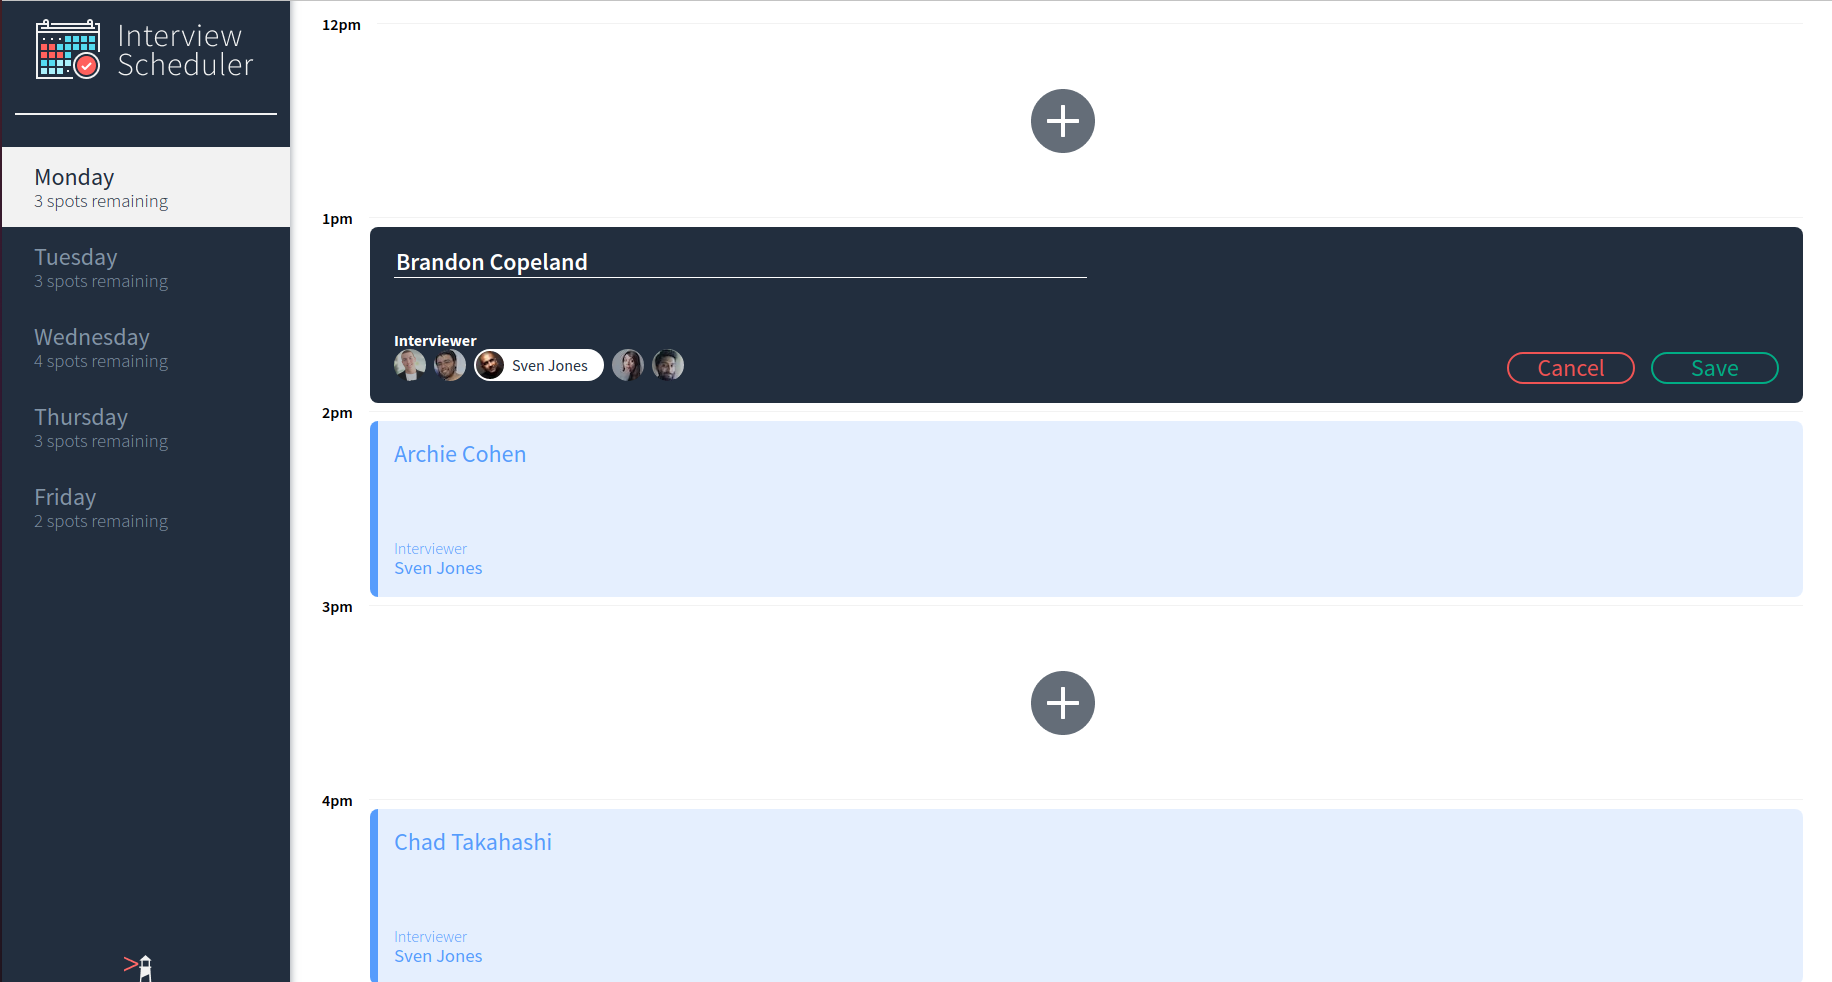 Interview
Scheduler
Monday
3 spots remaining
Tuesday
3 spots remaining
Wednesday
4 spots remaining
Thursday
3 spots remaining
Friday
2 spots remaining
12pm
1pm
Brandon Copeland
Interviewer
Sven Jones
Cancel
Save
2pm
Archie Cohen
Interviewer
Sven Jones
3pm
4pm
Chad Takahashi
Interviewer
Sven Jones